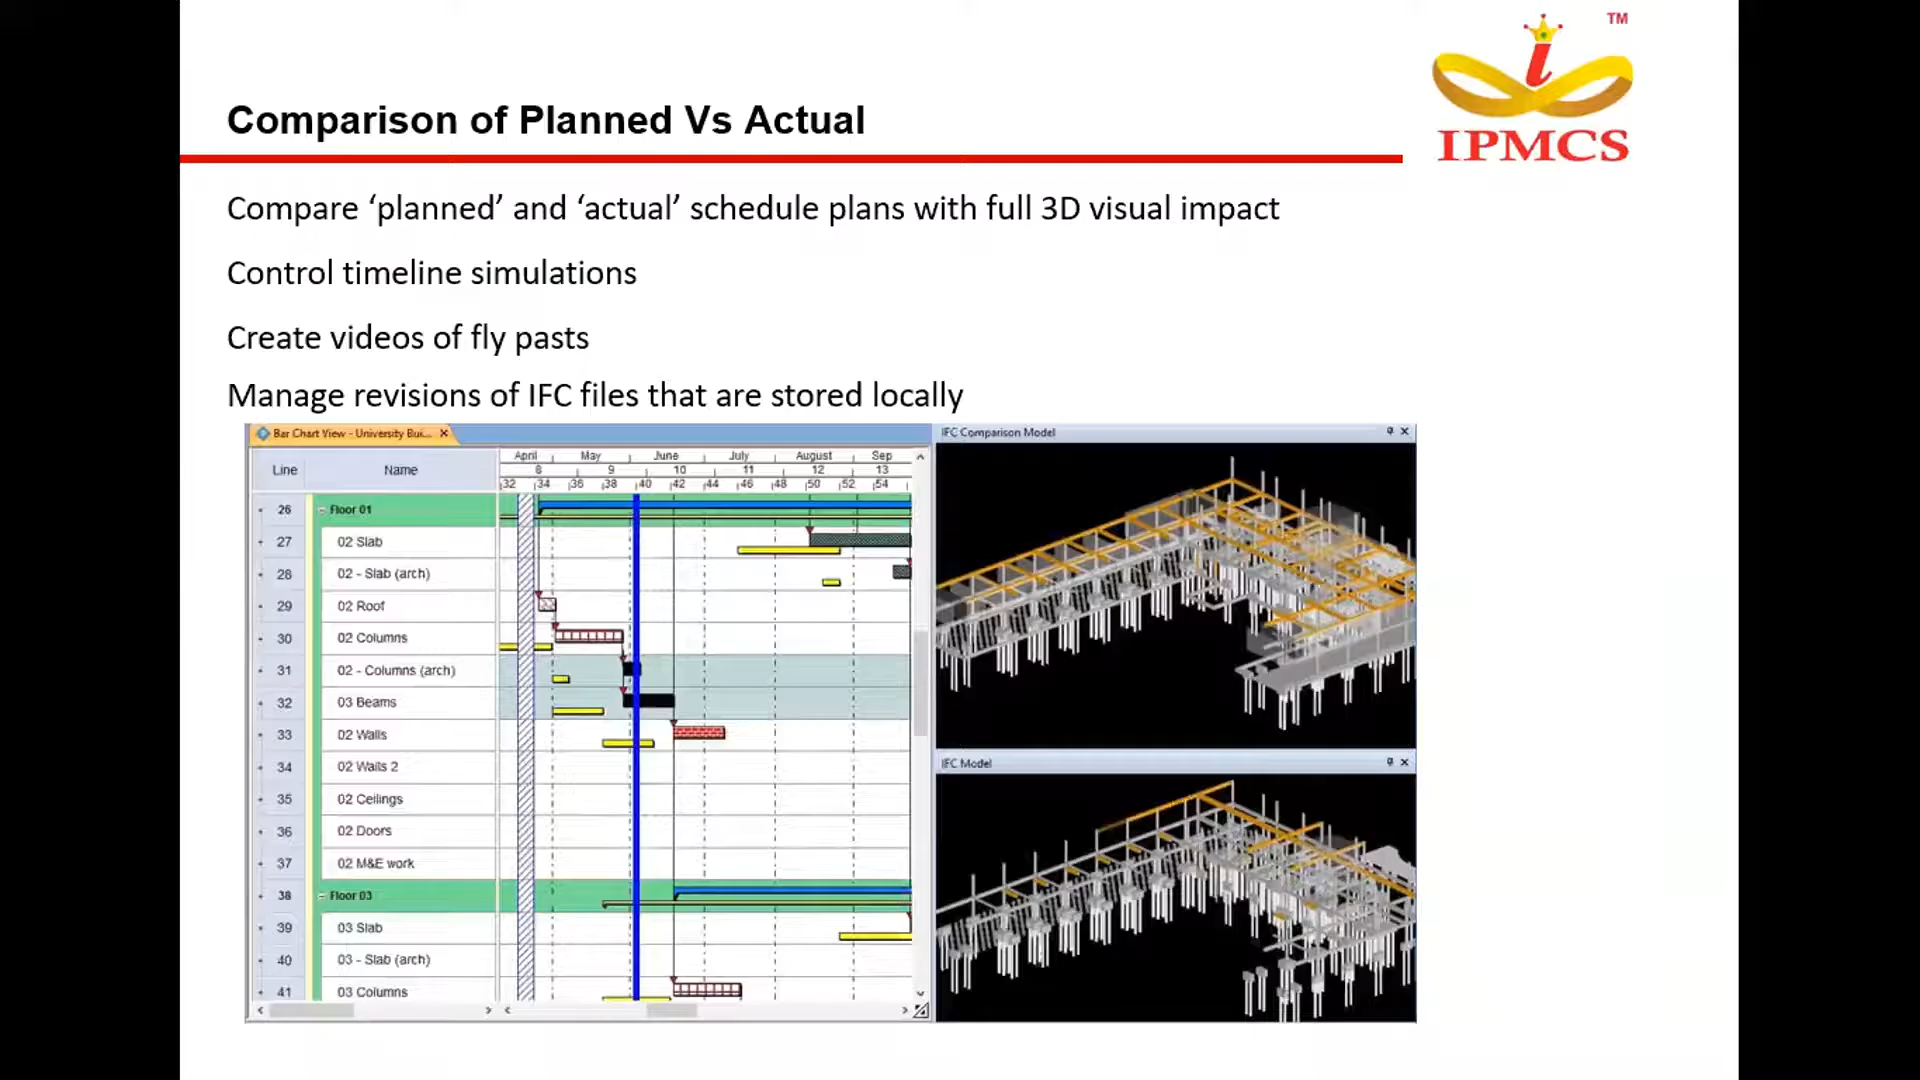 TM
IPMCS
Comparison of Planned Vs Actual
Compare ‘planned’ and ‘actual’ schedule plans with full 3D visual impact
Control timeline simulations
Create videos of fly pasts
Manage revisions of IFC files that are stored locally
Bar Chart View - University Bui...
Line Name
April May June July August Sep
8 9 10 11 12 13
32 34 36 38 40 42 44 46 48 50 52 54
26 Floor 01
27 02 Slab
28 02 - Slab (arch)
29 02 Roof
30 02 Columns
31 02 - Columns (arch)
32 03 Beams
33 02 Walls
34 02 Walls 2
35 02 Ceilings
36 02 Doors
37 02 M&E work
38 Floor 03
39 03 Slab
40 03 - Slab (arch)
41 03 Columns
IFC Comparison Model
IFC Model